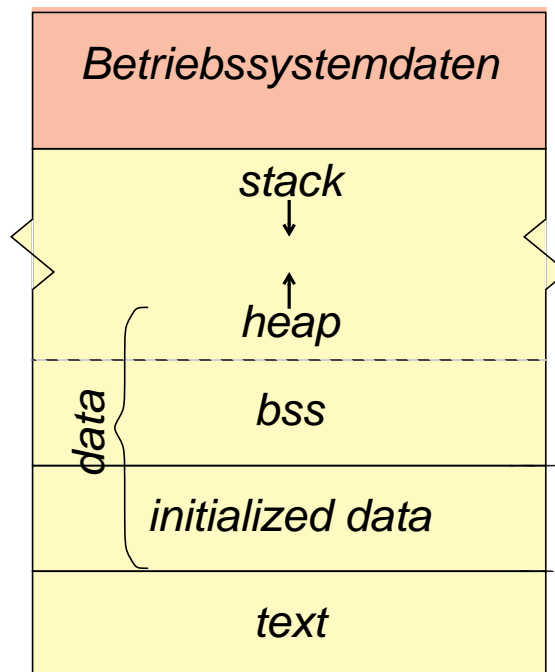 Betriebssystemdaten
stack
heap
bss
data
initialized data
text